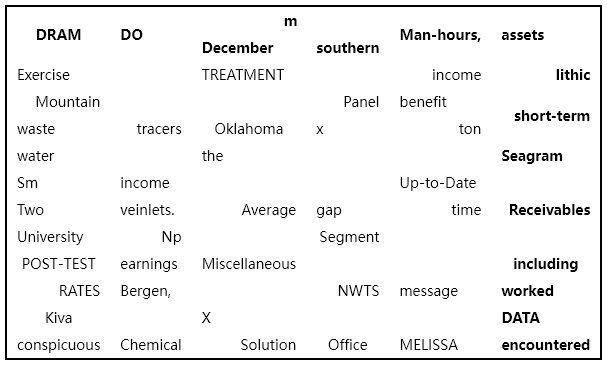 m
DRAM DO December southern Man-hours, assets
Exercise TREATMENT income lithic
Mountain Panel benefit short-term
waste tracers Oklahoma x ton
water the Seagram
Sm income Up-to-Date
Two veinlets. Average gap time Receivables
University Np Segment
POST-TEST earnings Miscellaneous including
RATES Bergen, NWTS message worked
Kiva X DATA
conspicuous Chemical Solution Office MELISSA encountered